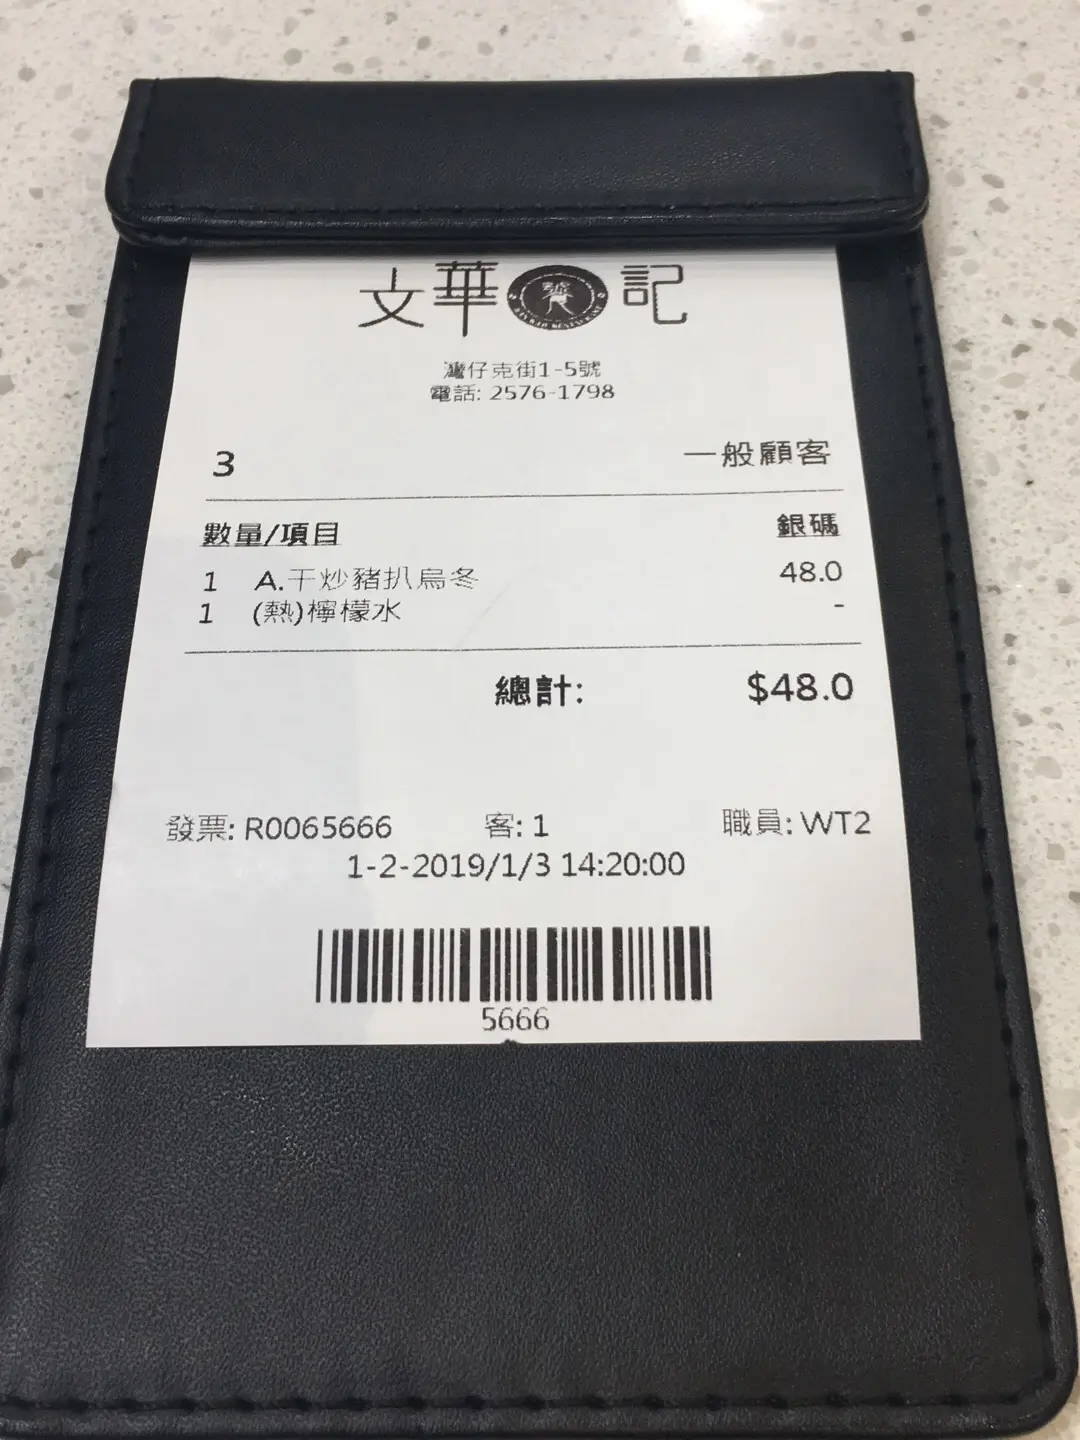 文華記
灣仔克街1-5號
電話: 2576-1798
3 一般顧客
數量/項目 銀碼
1 A.干炒豬扒烏冬 48.0
1 (熱)檸檬水 -
總計: $48.0
發票: R0065666 客: 1 職員: WT2
1-2-2019/1/3 14:20:00
5666